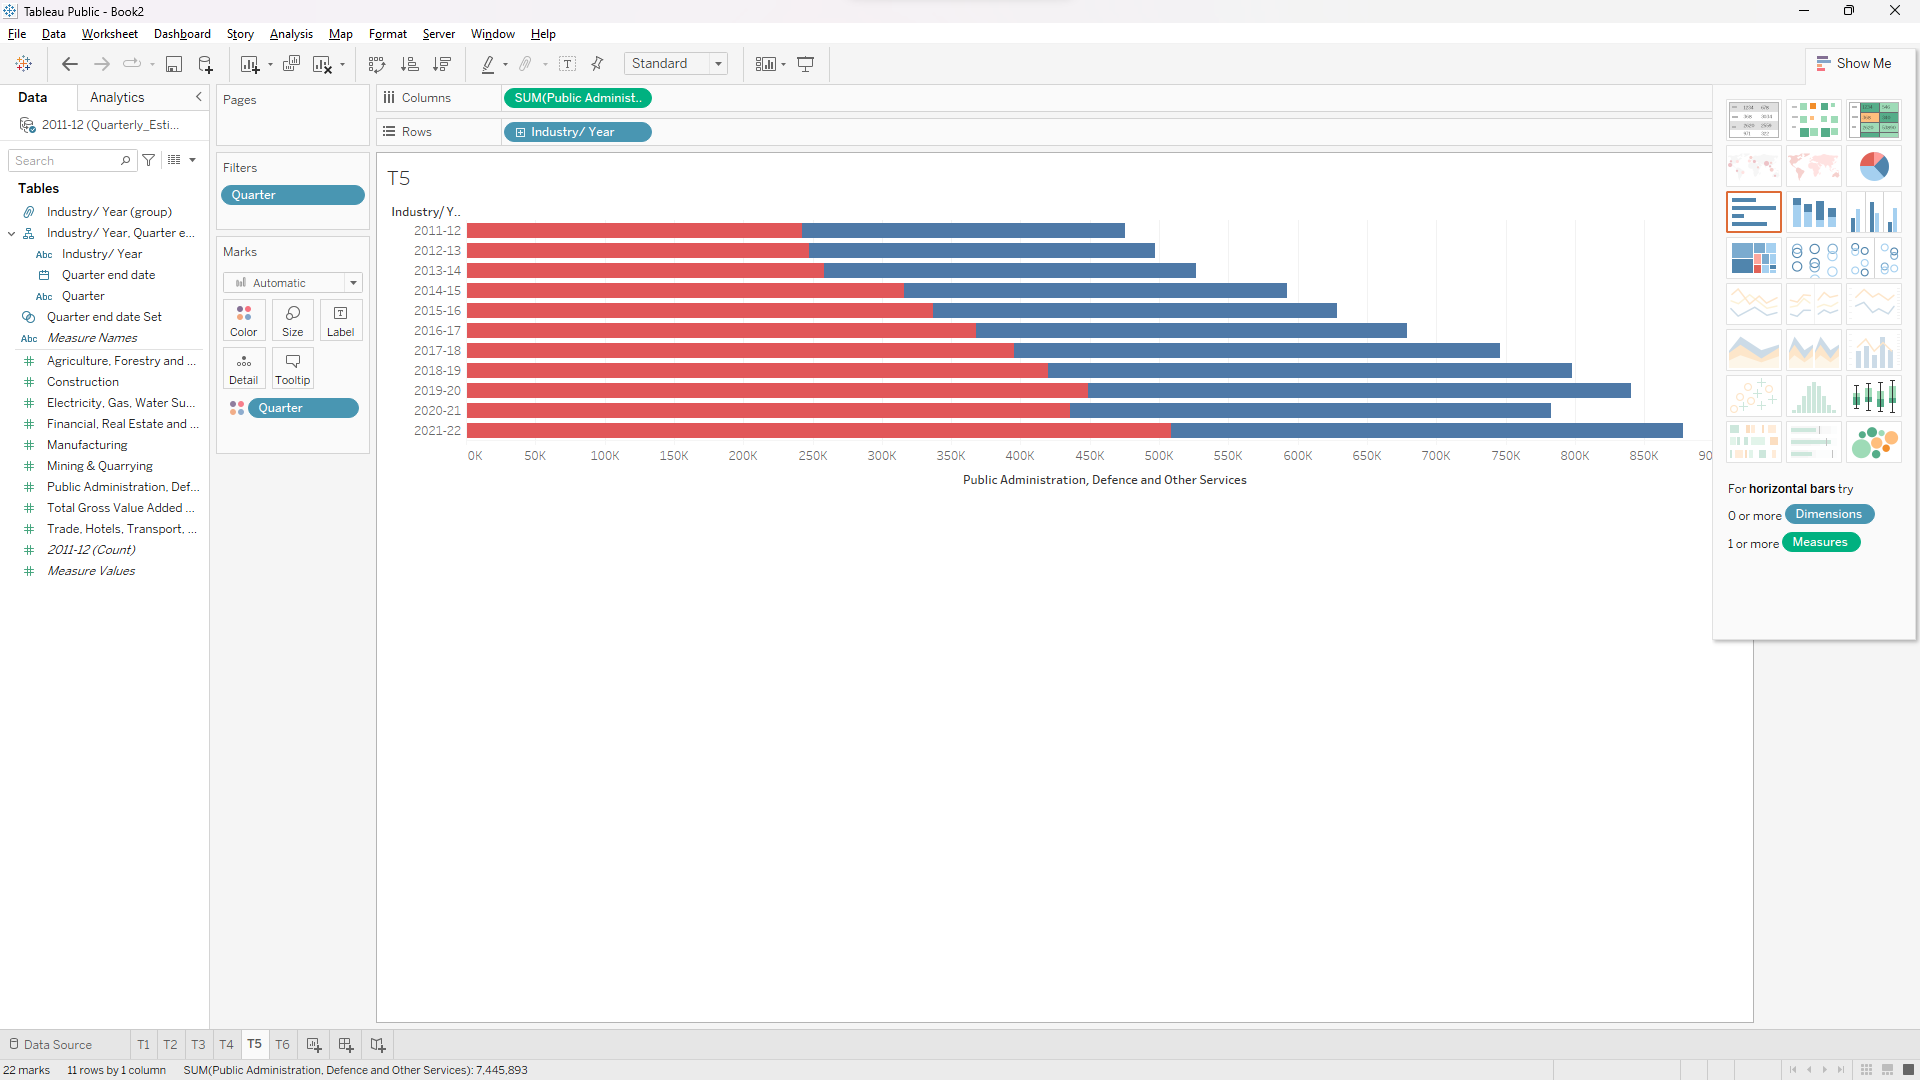 Tableau Public - Book2
File Data Worksheet Dashboard Story Analysis Map Format Server Window Help
Standard
Show Me
Data Analytics
2011-12 (Quarterly_Esti...
Search
Tables
Industry/ Year (group)
Industry/ Year, Quarter e...
Abc Industry/ Year
Quarter end date
Abc Quarter
Quarter end date Set
Abc Measure Names
Agriculture, Forestry and ...
Construction
Electricity, Gas, Water Su...
Financial, Real Estate and ...
Manufacturing
Mining & Quarrying
Public Administration, Def...
Total Gross Value Added ...
Trade, Hotels, Transport, ...
2011-12 (Count)
Measure Values
Pages
Filters
Quarter
Marks
Automatic
Color Size Label
Detail Tooltip
Quarter
Columns SUM(Public Administ..
Rows Industry/ Year
T5
Industry/ Y..
2011-12
2012-13
2013-14
2014-15
2015-16
2016-17
2017-18
2018-19
2019-20
2020-21
2021-22
0K 50K 100K 150K 200K 250K 300K 350K 400K 450K 500K 550K 600K 650K 700K 750K 800K 850K 90
Public Administration, Defence and Other Services
For horizontal bars try
0 or more Dimensions
1 or more Measures
Data Source T1 T2 T3 T4 T5 T6
22 marks 11 rows by 1 column SUM(Public Administration, Defence and Other Services): 7,445,893